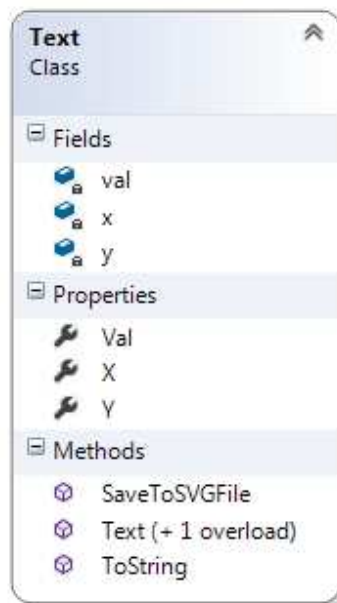 Text
Class
Fields
val
x
y
Properties
Val
X
Y
Methods
SaveToSVGFile
Text (+ 1 overload)
ToString